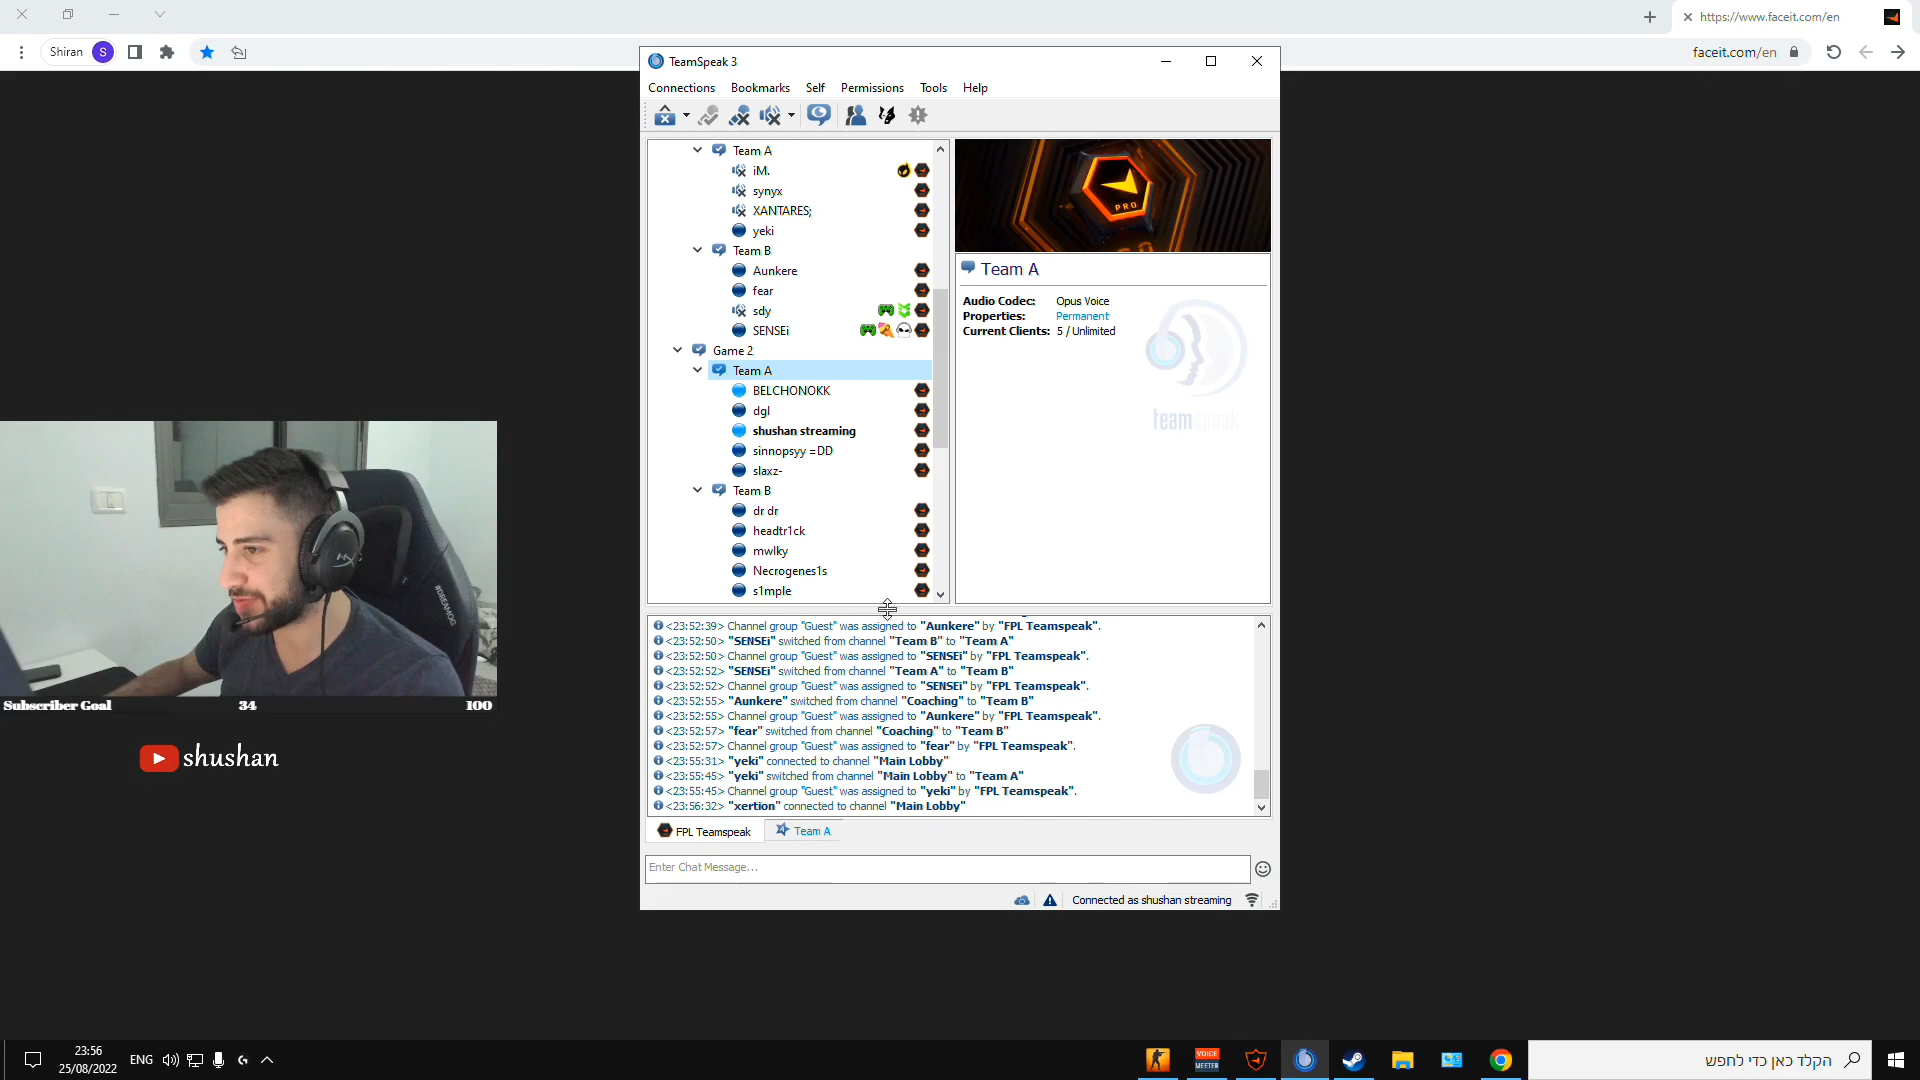 https://www.faceit.com/en
Shiran
S
faceit.com/en
TeamSpeak 3
Connections Bookmarks Self Permissions Tools Help
Team A
iM.
synyx
XANTARES;
yeki
Team B
Aunkere
fear
sdy
SENSEi
Game 2
Team A
BELCHONOKK
dgl
shushan streaming
sinnopsyy =DD
slaxz-
Team B
dr dr
headtr1ck
mwlky
Necrogenes1s
s1mple
PRO
Team A
Audio Codec: Opus Voice
Properties: Permanent
Current Clients: 5 / Unlimited
teamspeak
<23:52:39> Channel group "Guest" was assigned to "Aunkere" by "FPL Teamspeak".
<23:52:50> "SENSEi" switched from channel "Team B" to "Team A"
<23:52:50> Channel group "Guest" was assigned to "SENSEi" by "FPL Teamspeak".
<23:52:52> "SENSEi" switched from channel "Team A" to "Team B"
<23:52:52> Channel group "Guest" was assigned to "SENSEi" by "FPL Teamspeak".
<23:52:55> "Aunkere" switched from channel "Coaching" to "Team B"
<23:52:55> Channel group "Guest" was assigned to "Aunkere" by "FPL Teamspeak".
<23:52:57> "fear" switched from channel "Coaching" to "Team B"
<23:52:57> Channel group "Guest" was assigned to "fear" by "FPL Teamspeak".
<23:55:31> "yeki" connected to channel "Main Lobby"
<23:55:45> "yeki" switched from channel "Main Lobby" to "Team A"
<23:55:45> Channel group "Guest" was assigned to "yeki" by "FPL Teamspeak".
<23:56:32> "xertion" connected to channel "Main Lobby"
FPL Teamspeak
Team A
Enter Chat Message...
Connected as shushan streaming
#DREAMOG
Subscriber Goal 34 100
shushan
23:56
25/08/2022
ENG
VOICE
MEETER
הקלד כאן כדי לחפש